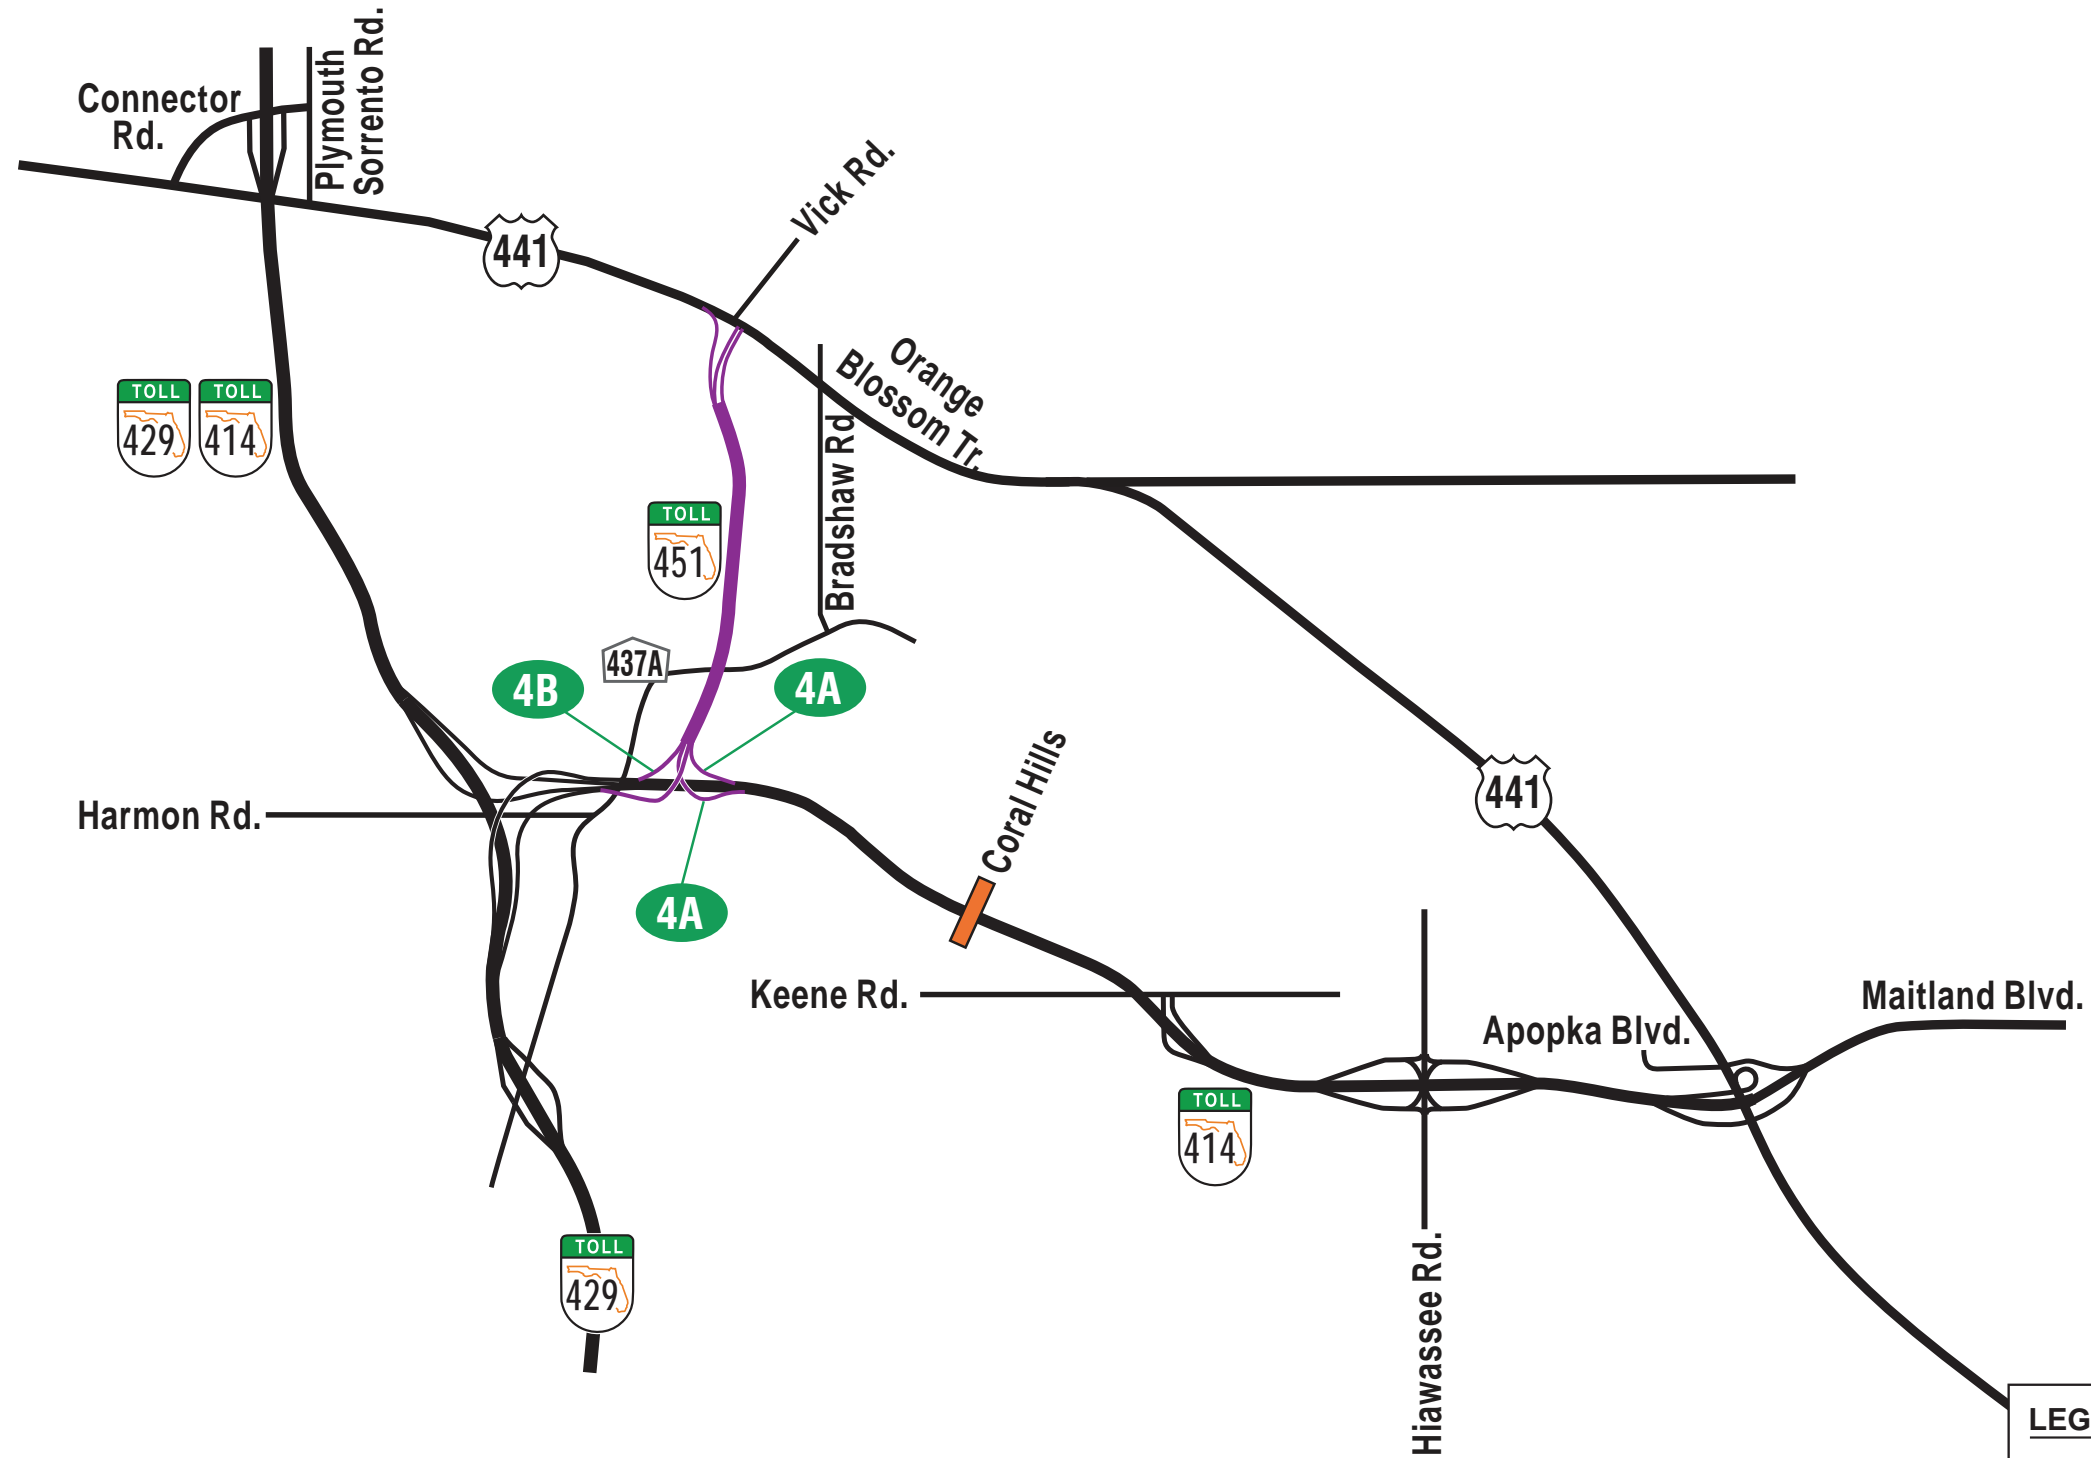 Connector
Rd.
Plymouth
Sorrento Rd.
441
Vick Rd.
Orange
Blossom Tr.
TOLL
429
TOLL
414
Bradshaw Rd
TOLL
451
437A
4B
4A
Harmon Rd.
4A
Coral Hills
441
Keene Rd.
Apopka Blvd.
Maitland Blvd.
TOLL
414
TOLL
429
Hiawassee Rd.
LEG